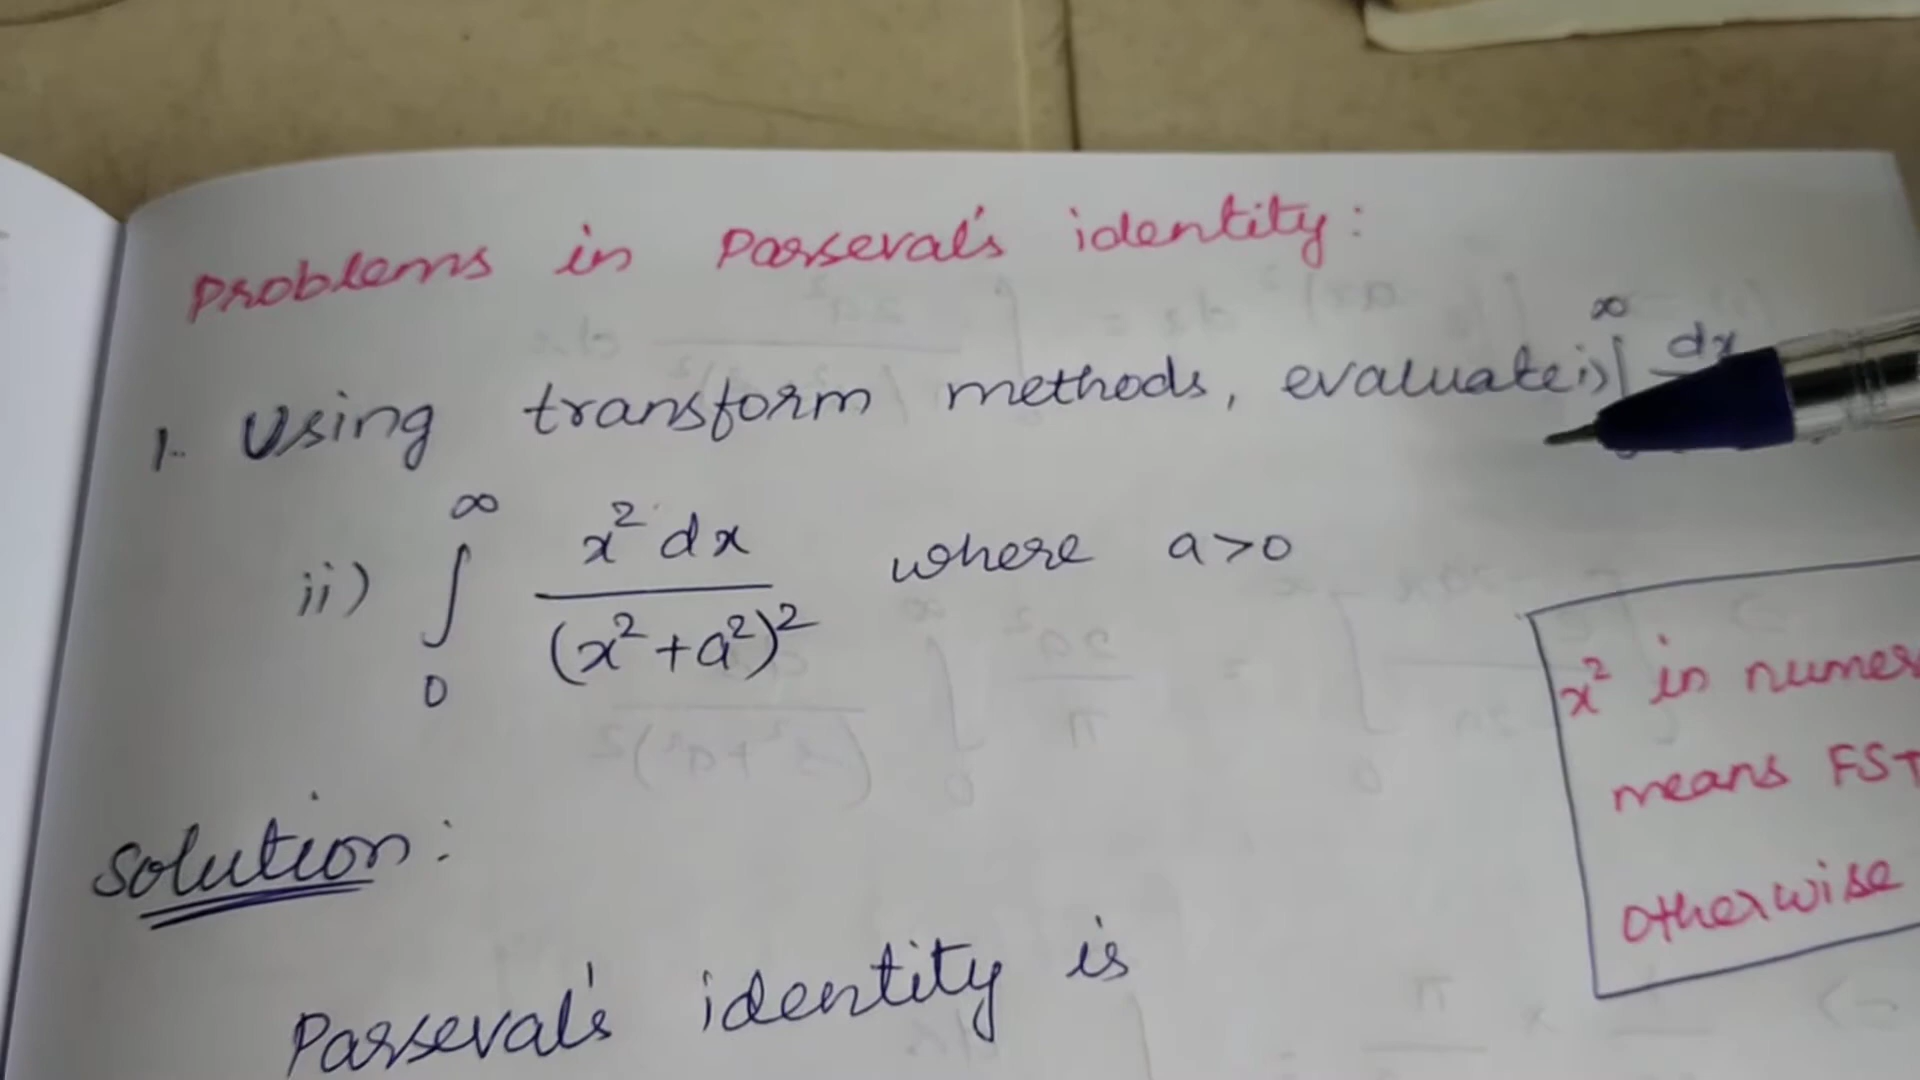 Problems in Parseval's identity:
1. Using transform methods, evaluate i) ∫ ∞ dx
ii) ∫₀^∞ x² dx / (x²+a²)² where a>0
x² in
means FST
otherwise
Solution:
Parseval's identity is